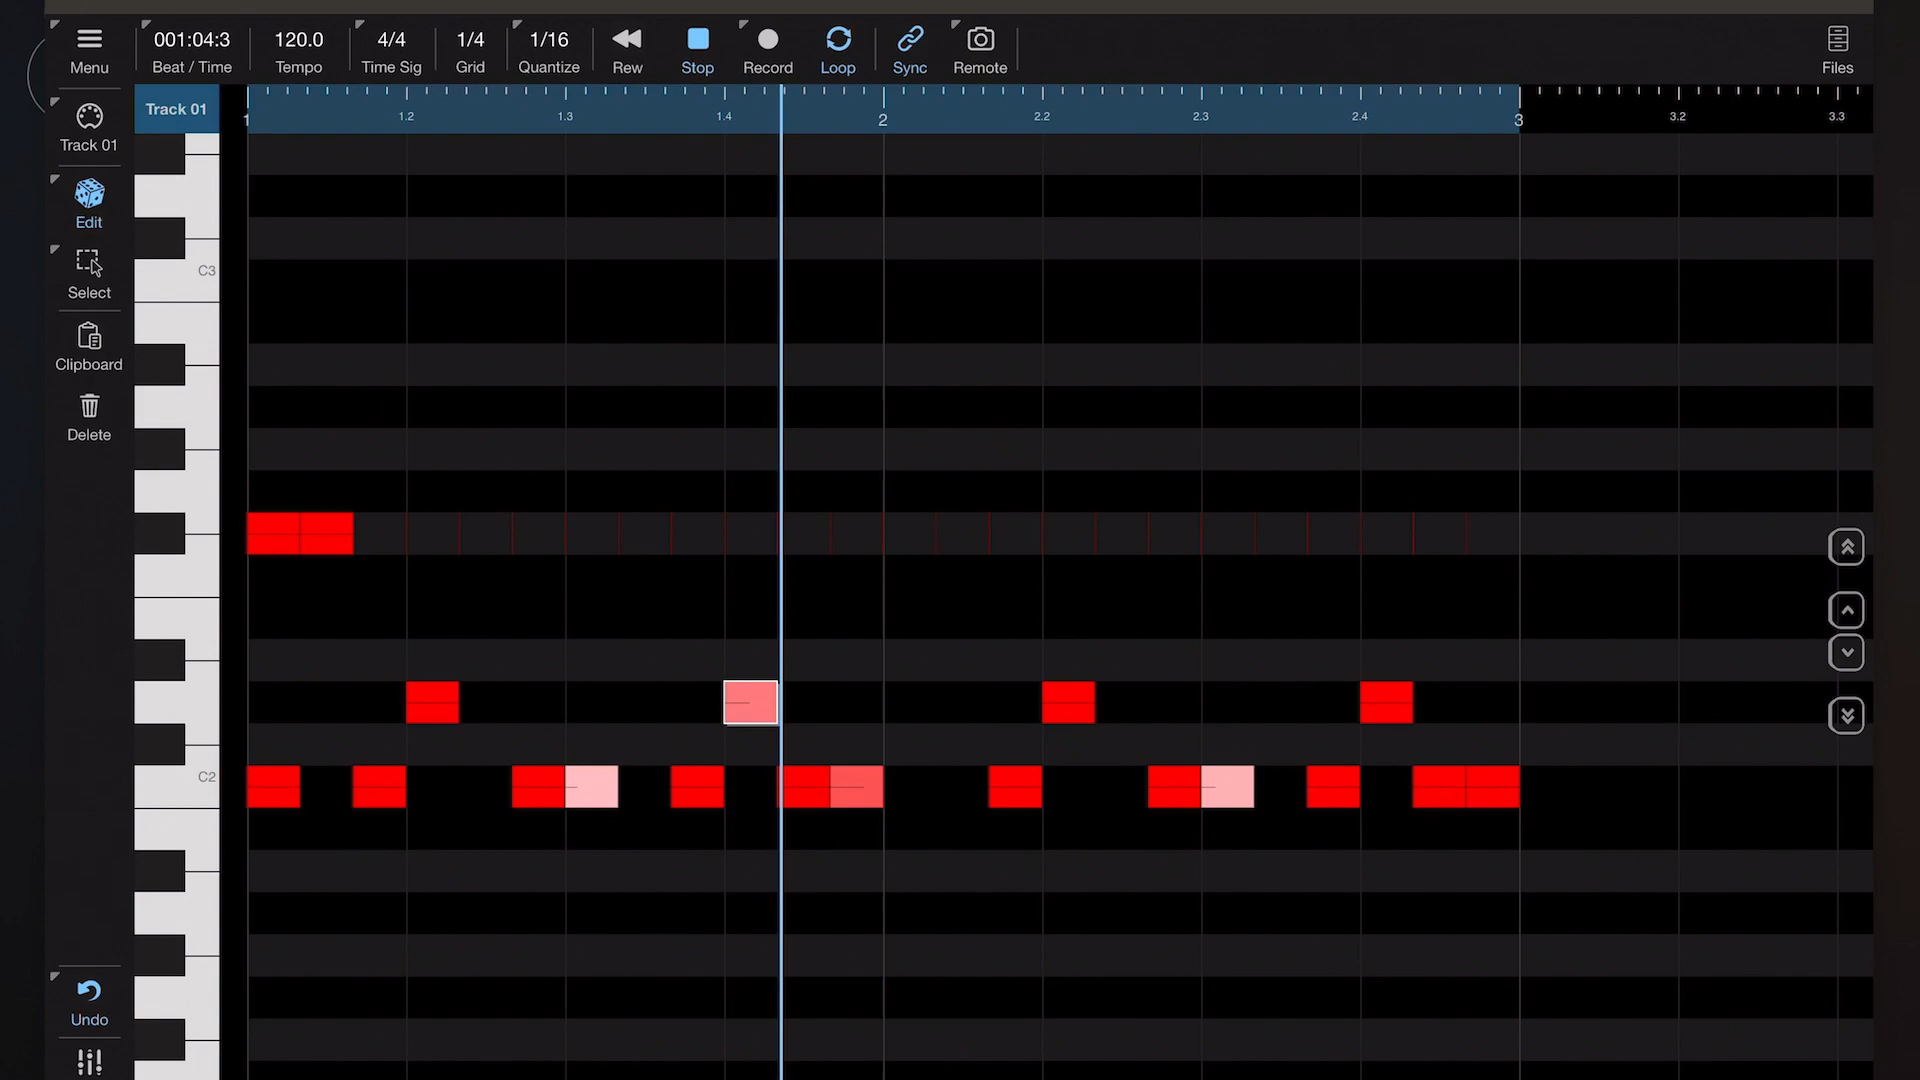 001:04:3 120.0 4/4 1/4 1/16
Menu Beat / Time Tempo Time Sig Grid Quantize Rew Stop Record Loop Sync Remote Files
Track 01 1 1.2 1.3 1.4 2 2.2 2.3 2.4 3 3.2 3.3
Track 01
Edit
C3
Select
Clipboard
Delete
C2
Undo